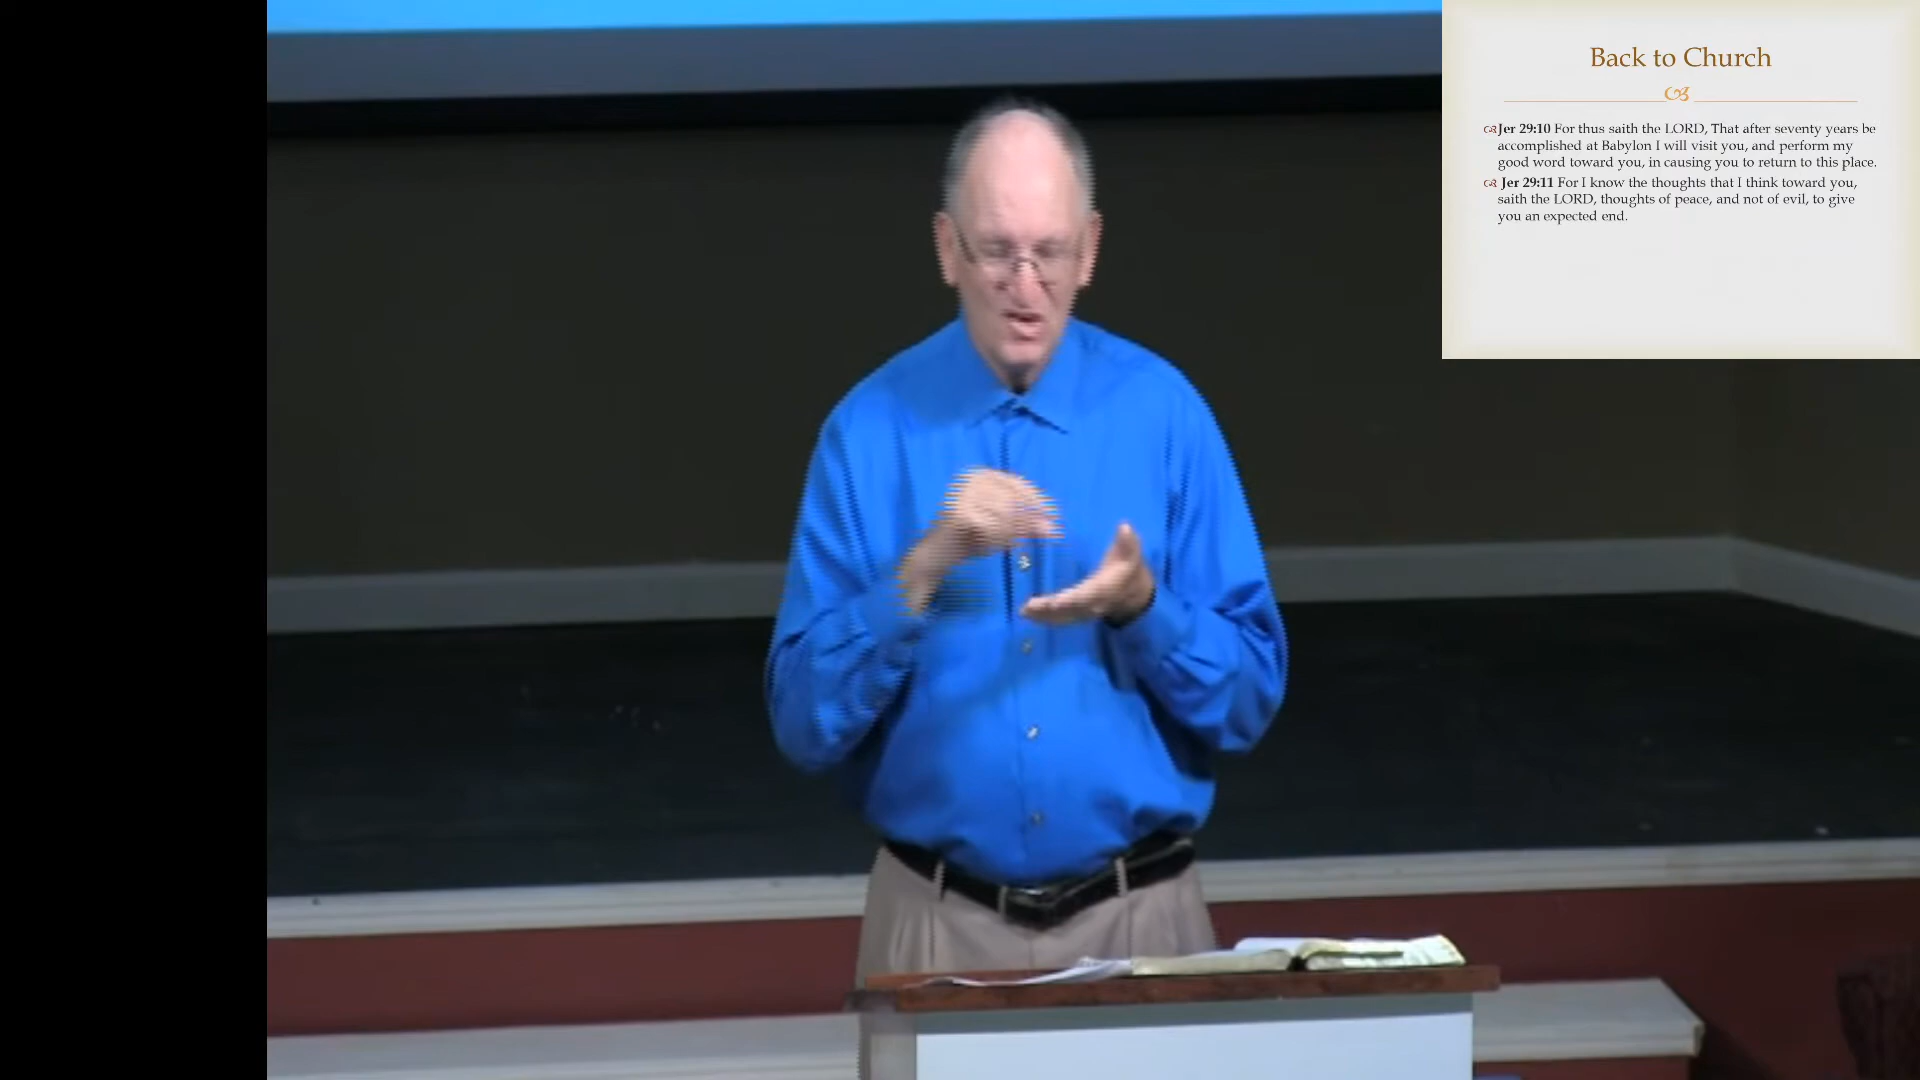 Back to Church
Jer 29:10 For thus saith the LORD, That after seventy years be
accomplished at Babylon I will visit you, and perform my
good word toward you, in causing you to return to this place.
Jer 29:11 For I know the thoughts that I think toward you,
saith the LORD, thoughts of peace, and not of evil, to give
you an expected end.